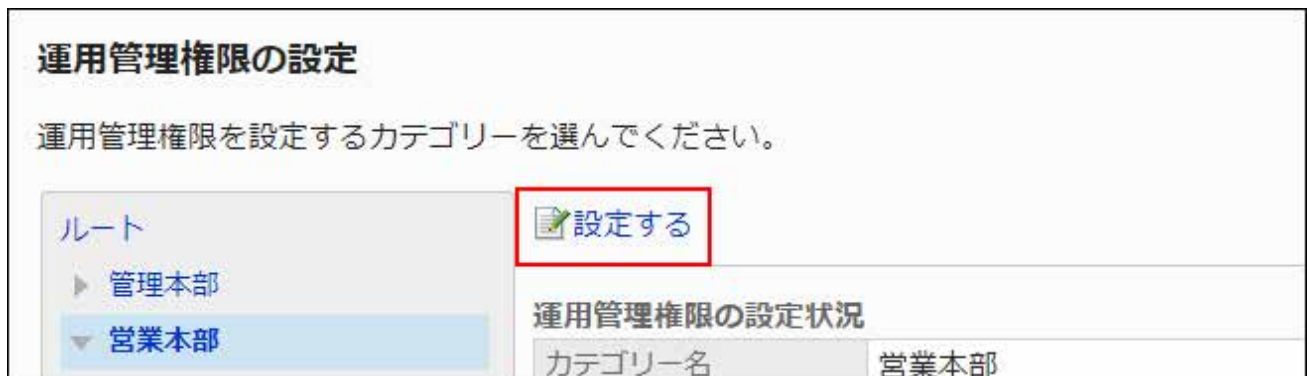 運用管理権限の設定
運用管理権限を設定するカテゴリーを選んでください。
ルート
管理本部
営業本部
設定する
運用管理権限の設定状況
カテゴリー名 営業本部